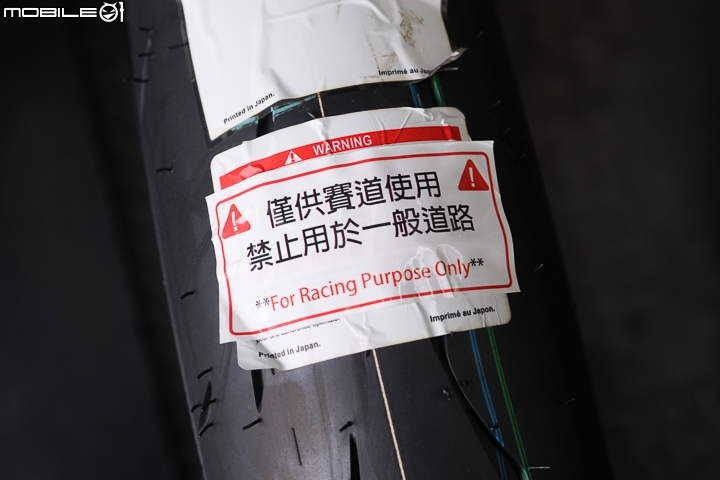 MOBILE01
Imprimé au Japon.
Printed in Japan.
WARNING
僅供賽道使用
禁止用於一般道路
**For Racing Purpose Only**
Imprimé au Japon.
Printed in Japan.